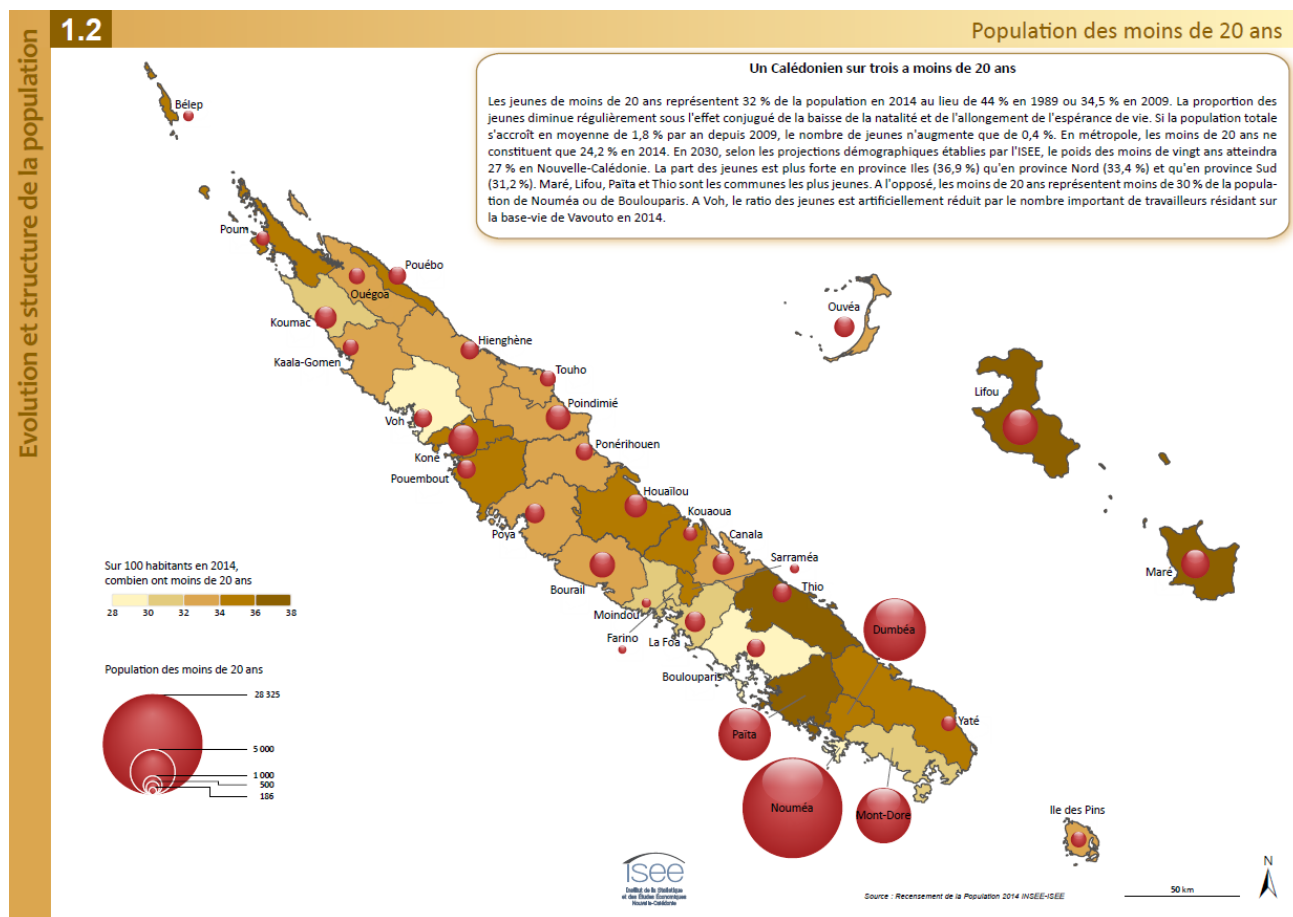 1.2
Population des moins de 20 ans
Evolution et structure de la population
Un Calédonien sur trois a moins de 20 ans
Les jeunes de moins de 20 ans représentent 32 % de la population en 2014 au lieu de 44 % en 1989 ou 34,5 % en 2009. La proportion des
jeunes diminue régulièrement sous l'effet conjugué de la baisse de la natalité et de l'allongement de l'espérance de vie. Si la population totale
s'accroît en moyenne de 1,8 % par an depuis 2009, le nombre de jeunes n'augmente que de 0,4 %. En métropole, les moins de 20 ans ne
constituent que 24,2 % en 2014. En 2030, selon les projections démographiques établies par l'ISEE, le poids des moins de vingt ans atteindra
27 % en Nouvelle-Calédonie. La part des jeunes est plus forte en province Iles (36,9 %) qu'en province Nord (33,4 %) et qu'en province Sud
(31,2 %). Maré, Lifou, Païta et Thio sont les communes les plus jeunes. A l'opposé, les moins de 20 ans représentent moins de 30 % de la popula-
tion de Nouméa ou de Boulouparis. A Voh, le ratio des jeunes est artificiellement réduit par le nombre important de travailleurs résidant sur
la base-vie de Vavouto en 2014.
Bélep
Poum
Pouébo
Ouégoa
Koumac
Kaala-Gomen
Hienghène
Touho
Poindimié
Voh
Koné
Ponérihouen
Pouembout
Houaïlou
Kouaoua
Poya
Canala
Sarraméa
Bourail
Thio
Moindou
Farino
La Foa
Dumbéa
Boulouparis
Yaté
Païta
Nouméa
Mont-Dore
Ile des Pins
Ouvéa
Lifou
Maré
Sur 100 habitants en 2014,
combien ont moins de 20 ans
28 30 32 34 36 38
Population des moins de 20 ans
28 325
5 000
1 000
500
186
isee
Institut de la Statistique
et des Études Économiques
Nouvelle-Calédonie
Source : Recensement de la Population 2014 INSEE-ISEE
50 km
N